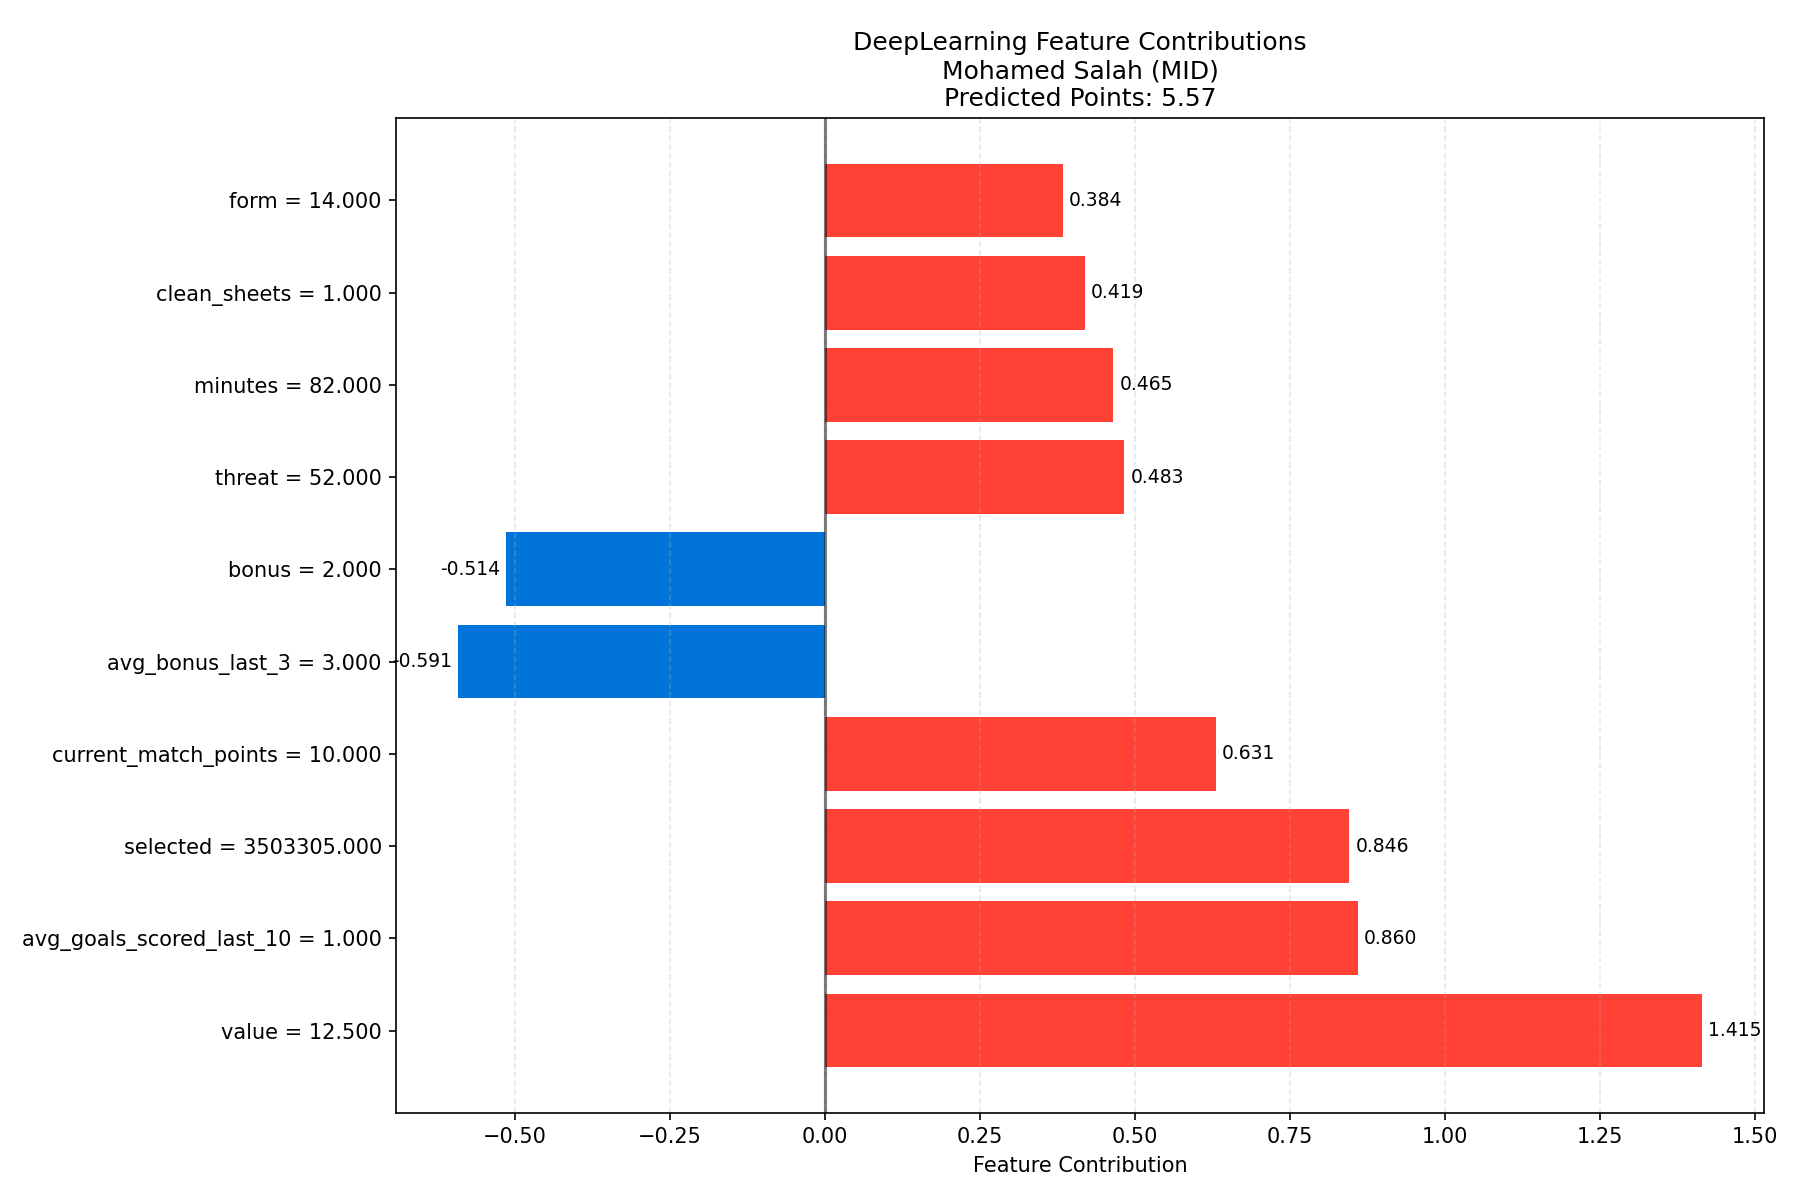 DeepLearning Feature Contributions
Mohamed Salah (MID)
Predicted Points: 5.57
form = 14.000
0.384
clean_sheets = 1.000
0.419
minutes = 82.000
0.465
threat = 52.000
0.483
bonus = 2.000
-0.514
avg_bonus_last_3 = 3.000
-0.591
current_match_points = 10.000
0.631
selected = 3503305.000
0.846
avg_goals_scored_last_10 = 1.000
0.860
value = 12.500
1.415
−0.50 −0.25 0.00 0.25 0.50 0.75 1.00 1.25 1.50
Feature Contribution